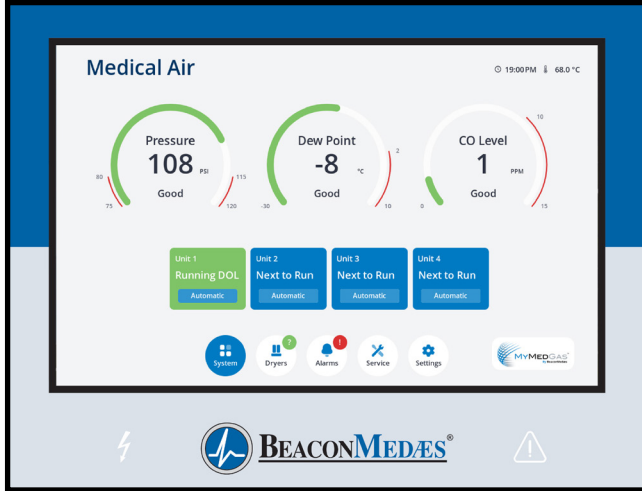 Medical Air
19:00PM 68.0 °C
Pressure
108 PSI
Good
80
115
75
120
Dew Point
-8 °C
Good
2
-30
10
CO Level
1 PPM
Good
10
0
15
Unit 1
Running DOL
Automatic
Unit 2
Next to Run
Automatic
Unit 3
Next to Run
Automatic
Unit 4
Next to Run
Automatic
System
? Dryers
! Alarms
Service
Settings
MYMEDGAS
by BeaconMedaes
BEACONMEDÆS®